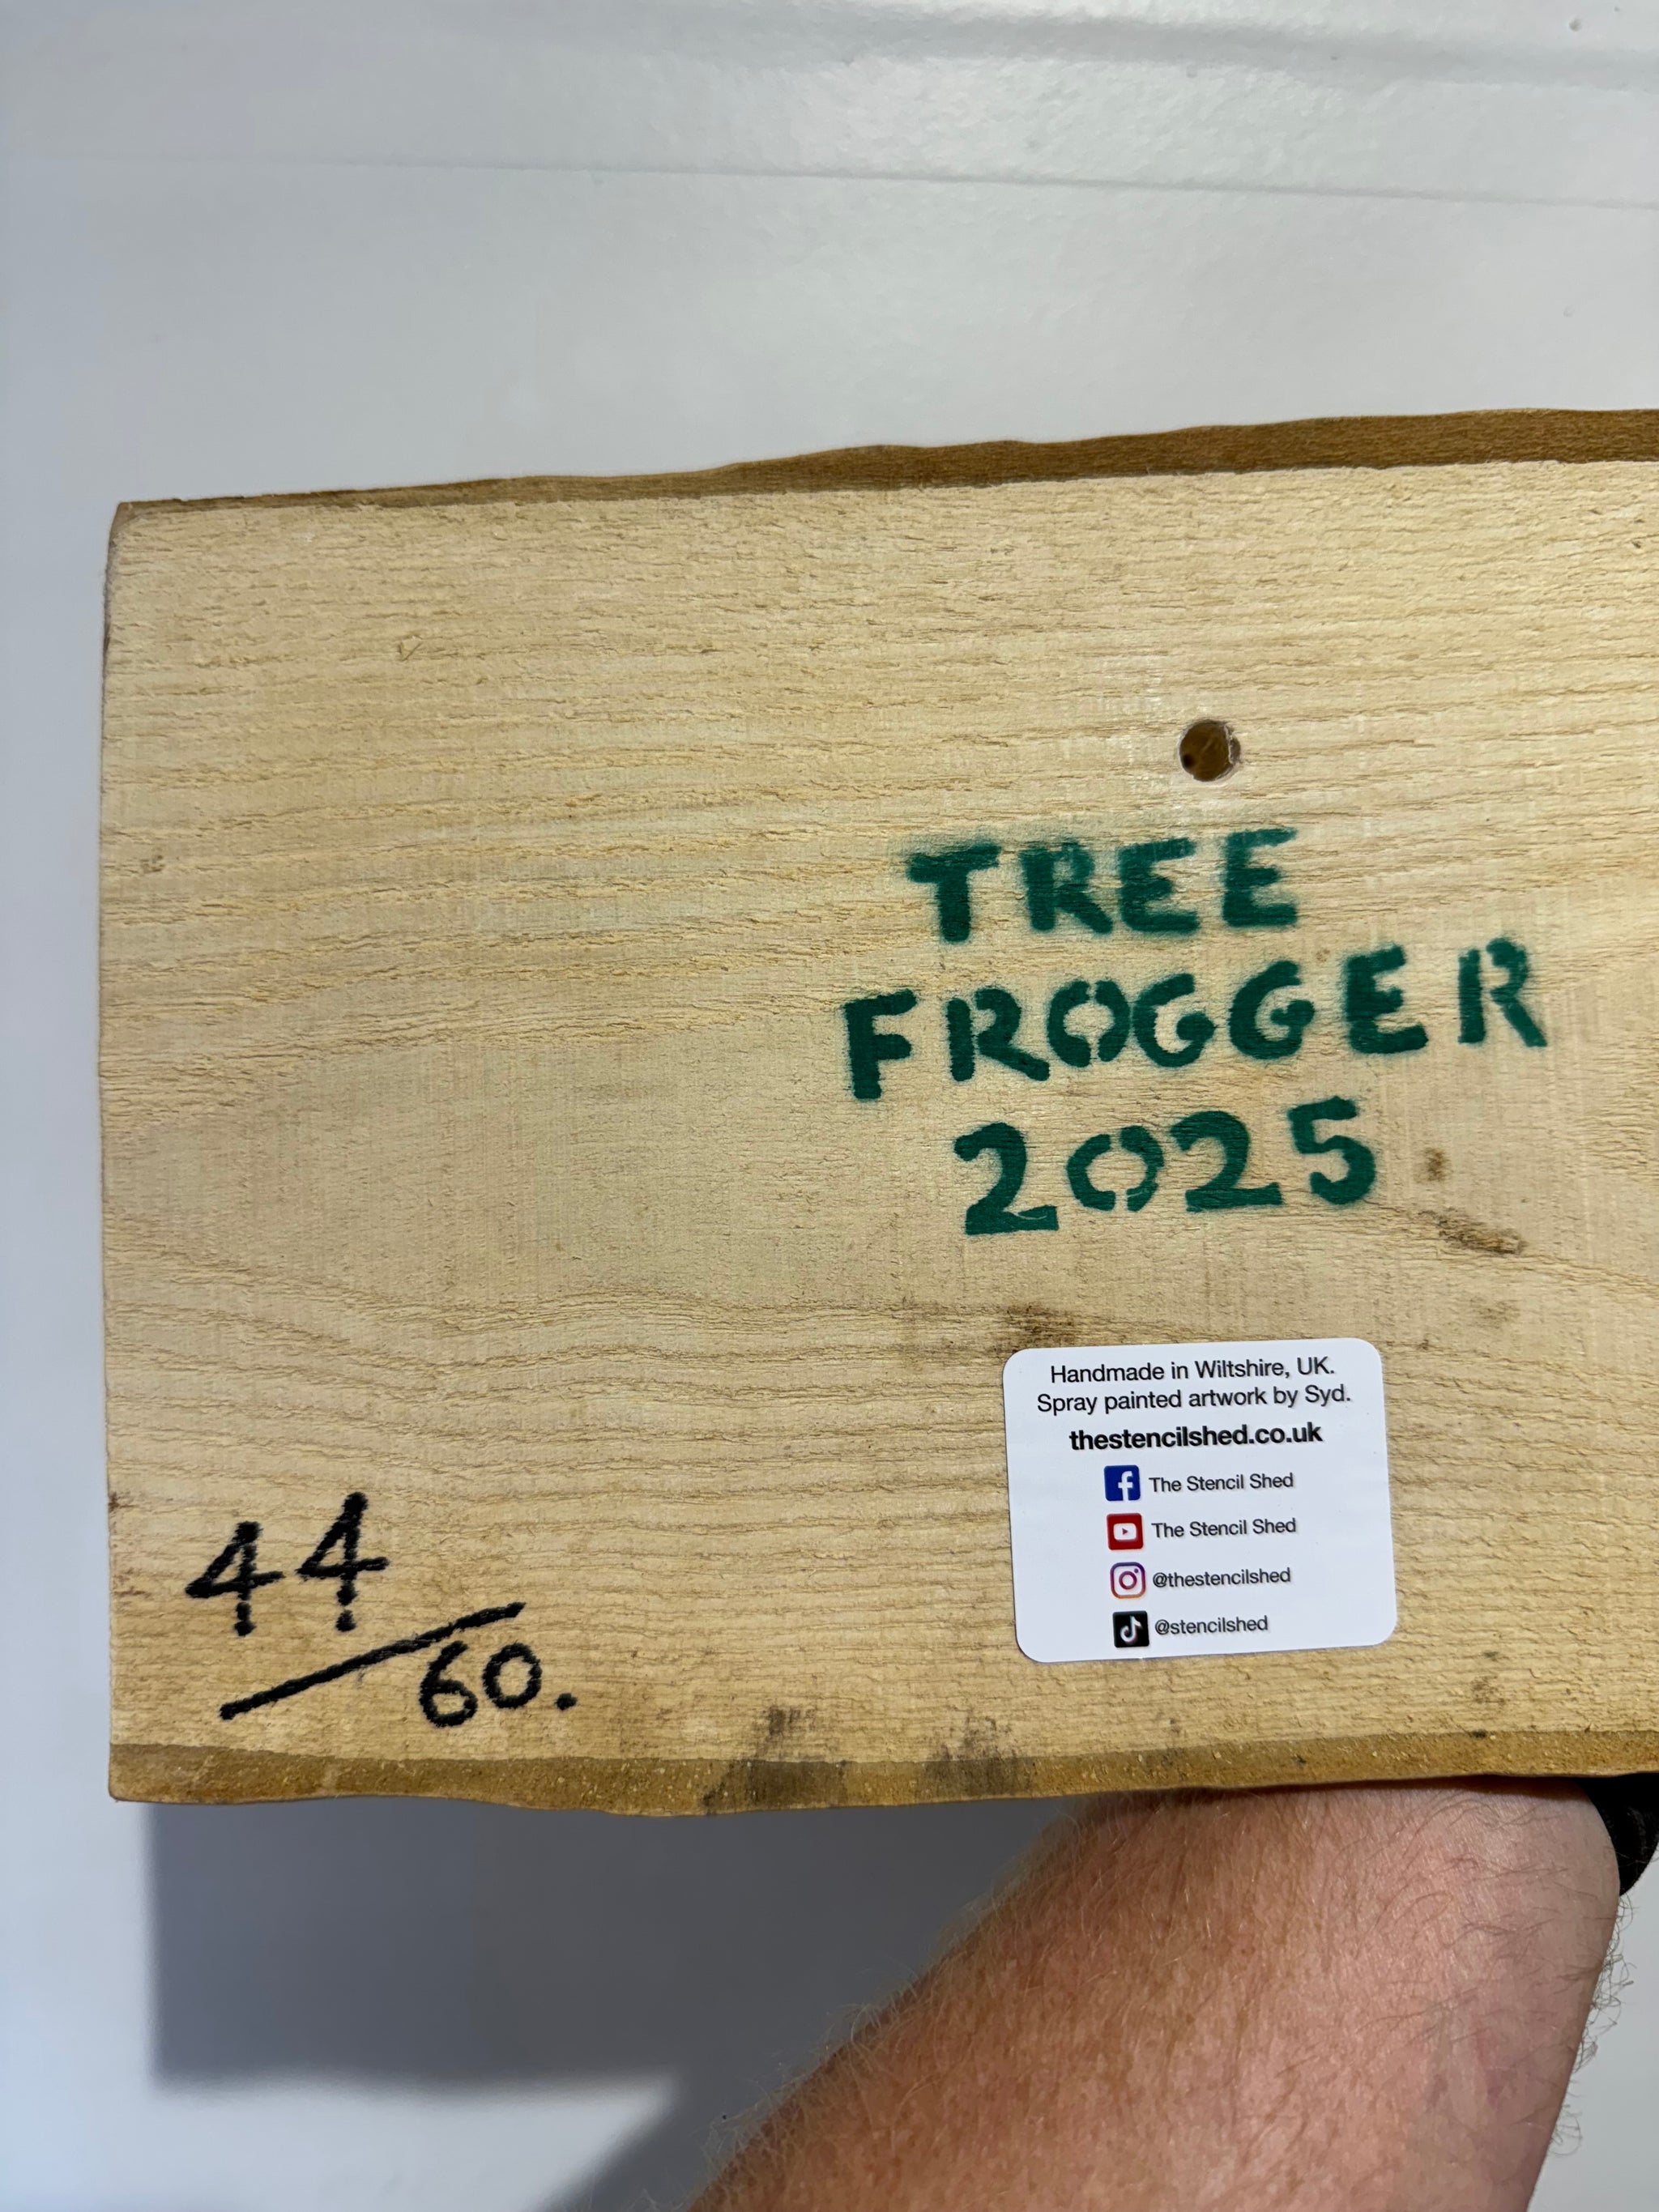 TREE
FROGGER
2025
Handmade in Wiltshire, UK.
Spray painted artwork by Syd.
thestencilshed.co.uk
The Stencil Shed
The Stencil Shed
@thestencilshed
@stencilshed
44
60.